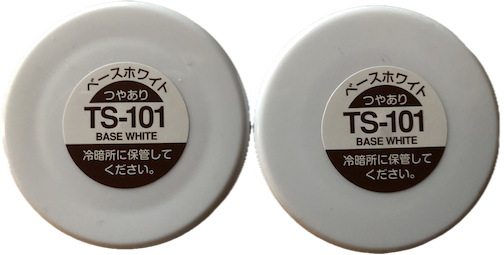 ベースホワイト
つやあり
TS-101
BASE WHITE
冷暗所に保管して
ください。
ベースホワイト
つやあり
TS-101
BASE WHITE
冷暗所に保管して
ください。